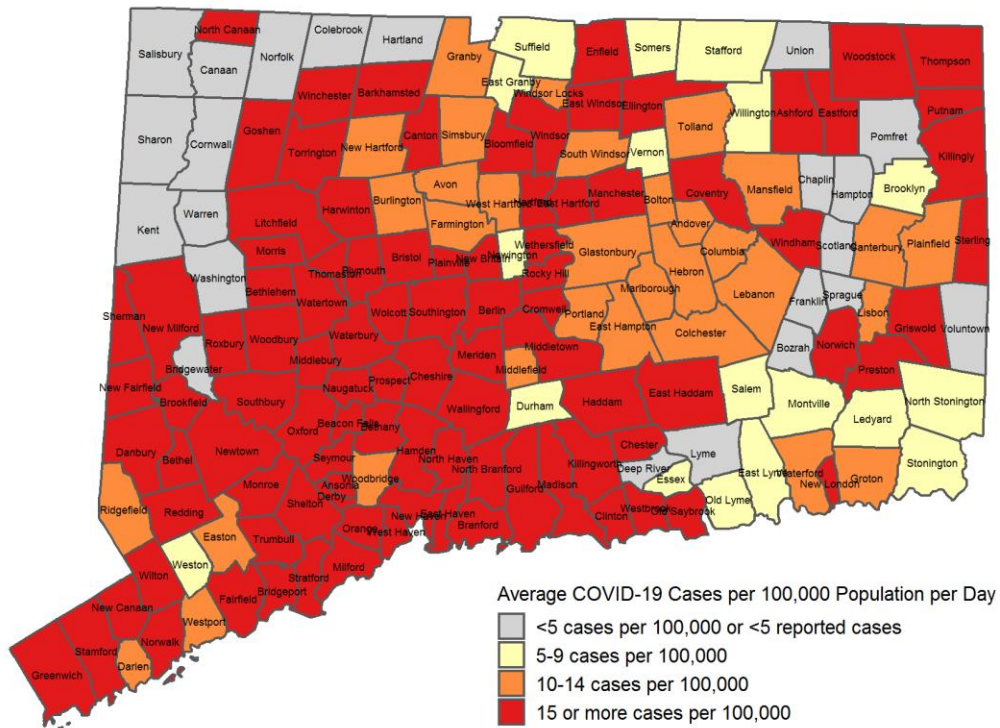 North Canaan
Colebrook
Hartland
Salisbury
Canaan
Norfolk
Granby
Suffield
Enfield
Somers
Stafford
Union
Woodstock
Thompson
East Granby
Windsor Locks
Winchester
Barkhamsted
East Windsor
Ellington
Willington
Ashford
Eastford
Putnam
Sharon
Cornwall
Goshen
Torrington
New Hartford
Canton
Simsbury
Bloomfield
Windsor
South Windsor
Vernon
Tolland
Pomfret
Killingly
Kent
Warren
Litchfield
Harwinton
Burlington
Avon
Farmington
West Hartford
Hartford
East Hartford
Manchester
Bolton
Coventry
Mansfield
Chaplin
Hampton
Brooklyn
Washington
Morris
Bethlehem
Thomaston
Plymouth
Bristol
Plainville
New Britain
Newington
Wethersfield
Rocky Hill
Glastonbury
Andover
Columbia
Hebron
Marlborough
Windham
Scotland
Canterbury
Plainfield
Sterling
Sherman
New Milford
Roxbury
Woodbury
Watertown
Waterbury
Wolcott
Southington
Berlin
Cromwell
Portland
East Hampton
Colchester
Lebanon
Franklin
Sprague
Lisbon
Griswold
Voluntown
Bridgewater
Middlebury
Meriden
Middletown
Middlefield
Bozrah
Norwich
Preston
New Fairfield
Brookfield
Southbury
Naugatuck
Prospect
Cheshire
Wallingford
Durham
Haddam
East Haddam
Salem
Montville
Ledyard
North Stonington
Danbury
Bethel
Newtown
Oxford
Beacon Falls
Bethany
Hamden
North Haven
North Branford
Guilford
Madison
Killingworth
Chester
Deep River
Lyme
Essex
East Lyme
Waterford
New London
Groton
Stonington
Seymour
Woodbridge
Ansonia
Derby
Monroe
Shelton
Ridgefield
Redding
Easton
Trumbull
Orange
New Haven
West Haven
East Haven
Branford
Clinton
Westbrook
Old Saybrook
Old Lyme
Weston
Wilton
Stratford
Milford
Fairfield
Bridgeport
New Canaan
Norwalk
Westport
Stamford
Darien
Greenwich
Average COVID-19 Cases per 100,000 Population per Day
<5 cases per 100,000 or <5 reported cases
5-9 cases per 100,000
10-14 cases per 100,000
15 or more cases per 100,000